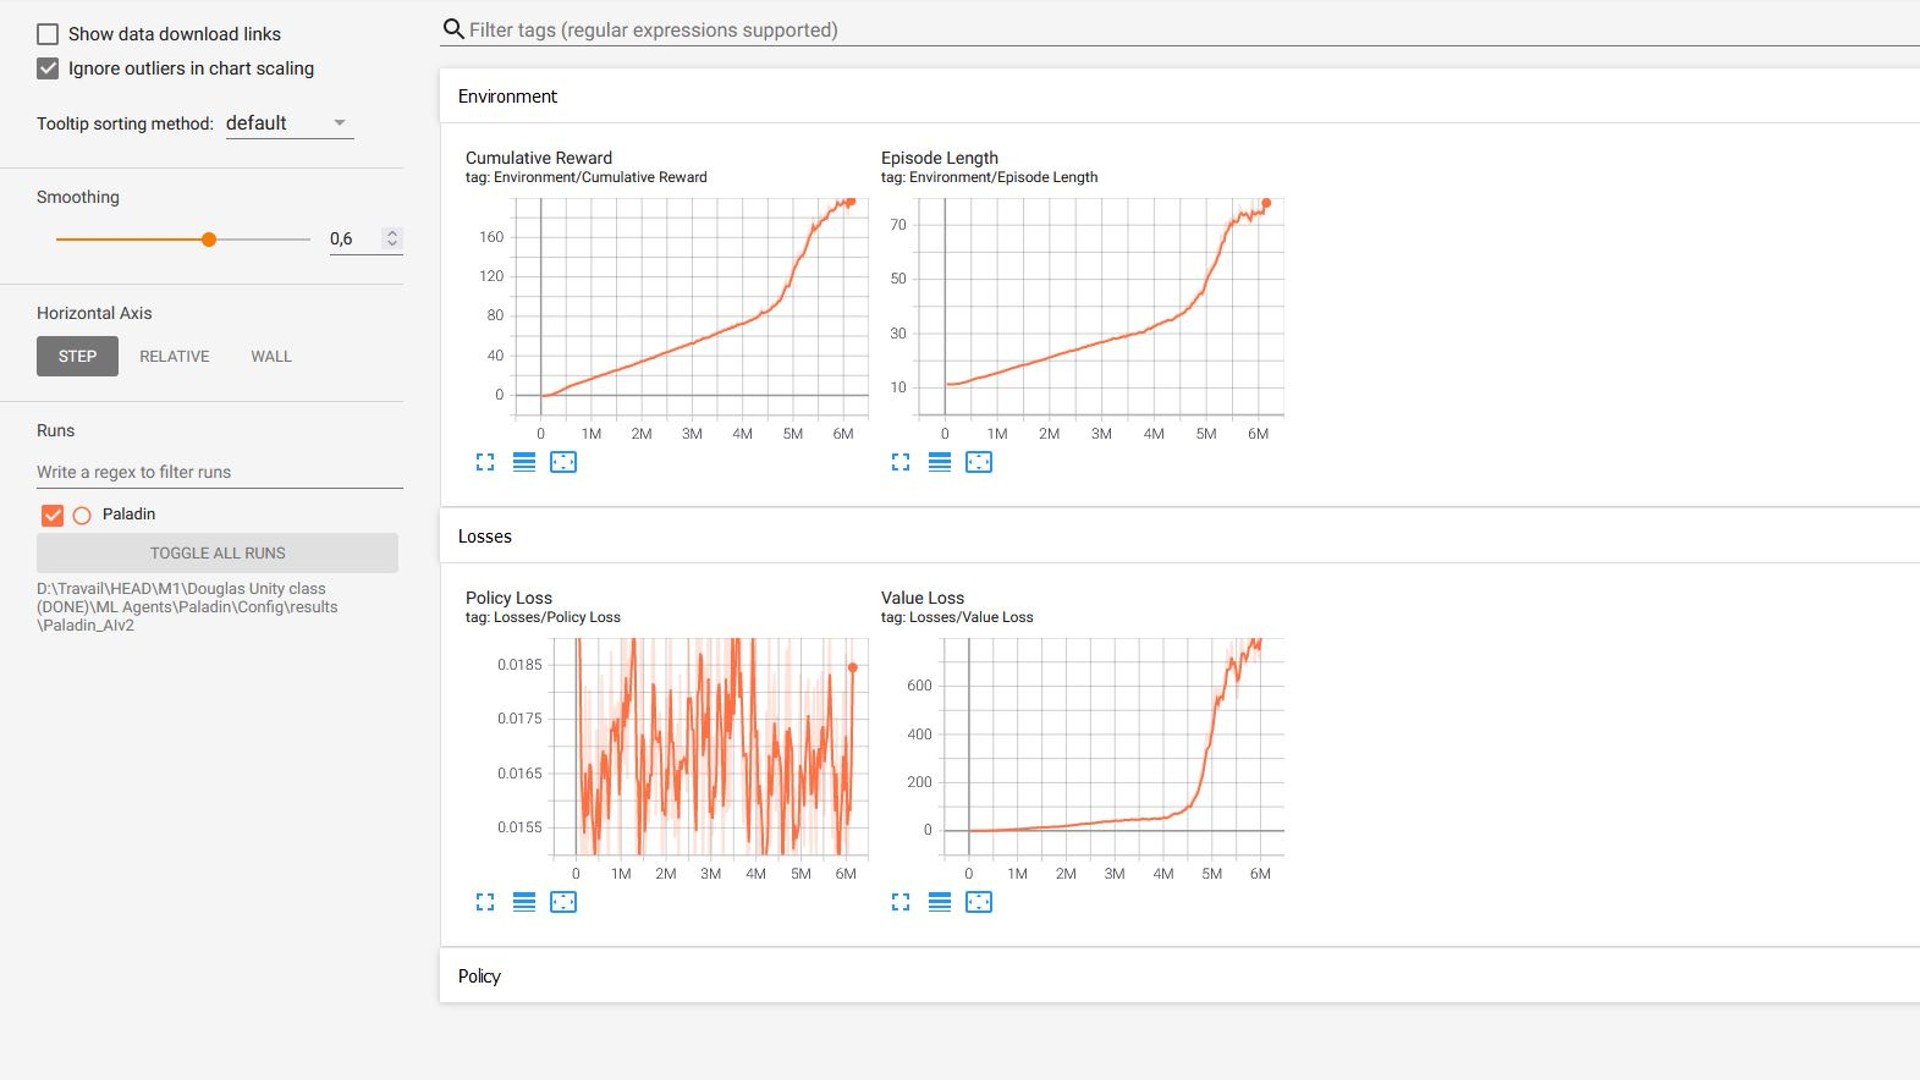 Show data download links
Ignore outliers in chart scaling
Tooltip sorting method: default
Smoothing
0,6
Horizontal Axis
STEP RELATIVE WALL
Runs
Write a regex to filter runs
Paladin
TOGGLE ALL RUNS
D:\Travail\HEAD\M1\Douglas Unity class
(DONE)\ML Agents\Paladin\Config\results
\Paladin_AIv2
Filter tags (regular expressions supported)
Environment
Cumulative Reward
tag: Environment/Cumulative Reward
160
120
80
40
0
0 1M 2M 3M 4M 5M 6M
Episode Length
tag: Environment/Episode Length
70
50
30
10
0 1M 2M 3M 4M 5M 6M
Losses
Policy Loss
tag: Losses/Policy Loss
0.0185
0.0175
0.0165
0.0155
0 1M 2M 3M 4M 5M 6M
Value Loss
tag: Losses/Value Loss
600
400
200
0
0 1M 2M 3M 4M 5M 6M
Policy